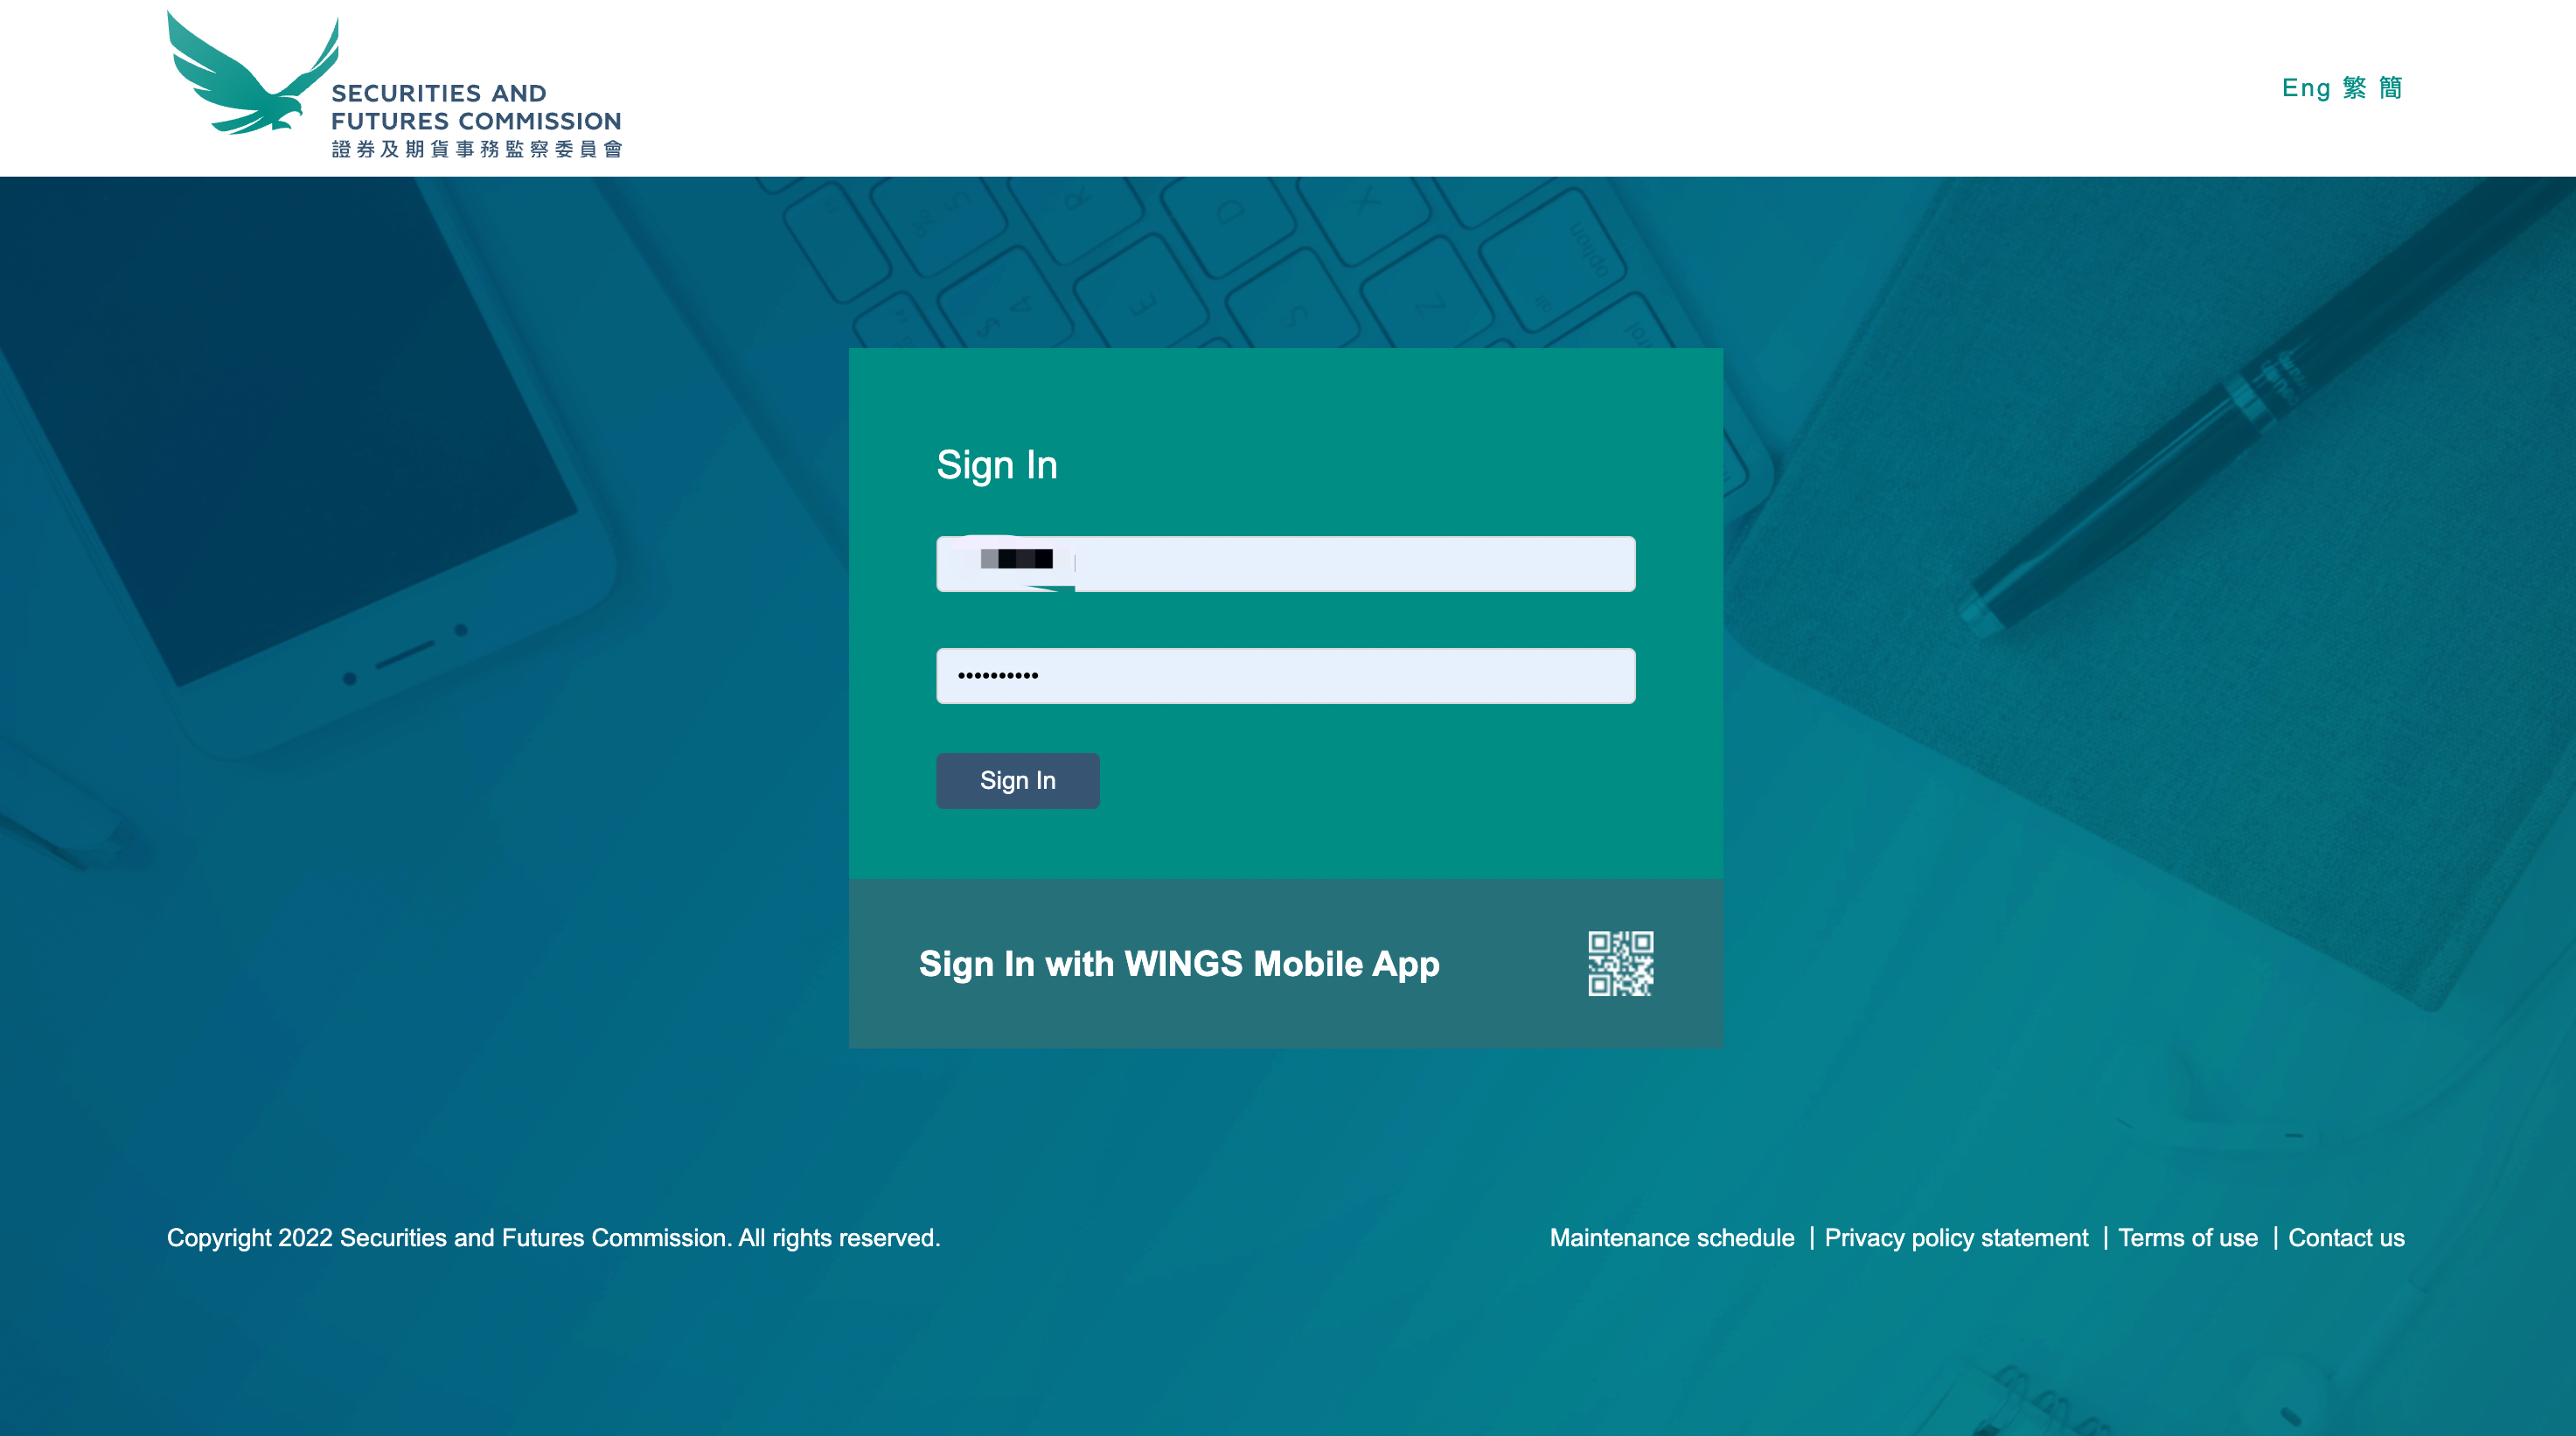 SECURITIES AND
FUTURES COMMISSION
證券及期貨事務監察委員會
Eng 繁 簡
Sign In
••••••••••
Sign In
Sign In with WINGS Mobile App
Copyright 2022 Securities and Futures Commission. All rights reserved.
Maintenance schedule | Privacy policy statement | Terms of use | Contact us